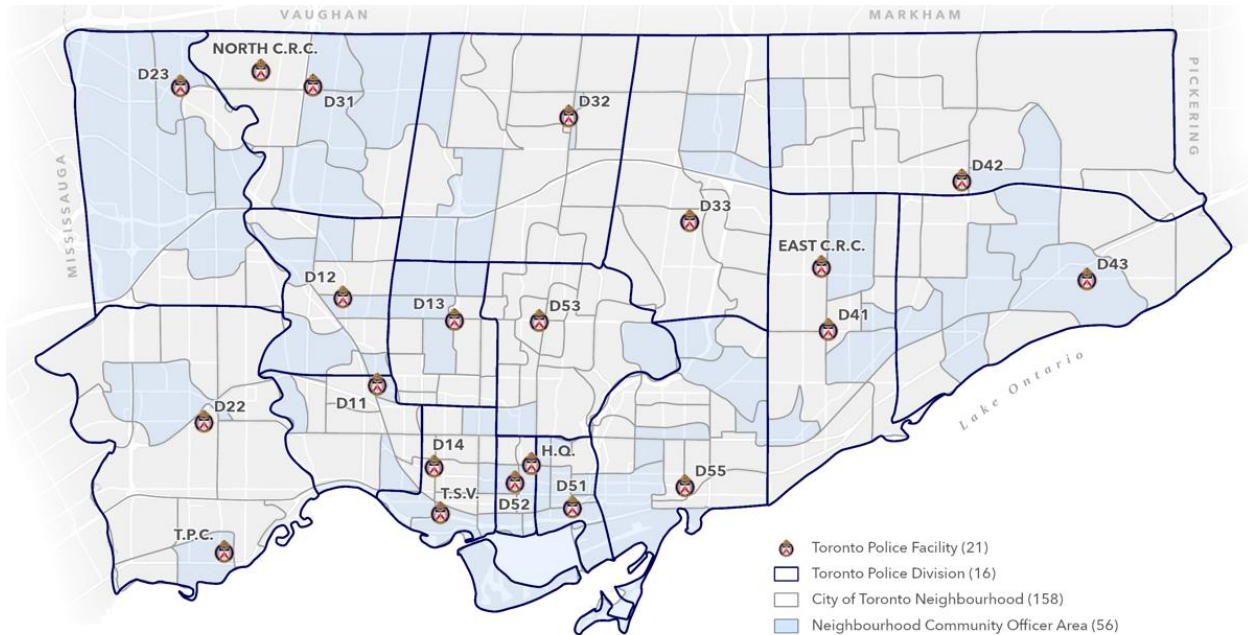 VAUGHAN
MARKHAM
NORTH C.R.C.
D23
D31
D32
PICKERING
MISSISSAUGA
D42
D33
EAST C.R.C.
D12
D13
D53
D43
D41
D11
D22
Lake Ontario
D14
H.Q.
D55
T.S.V.
D52
D51
T.P.C.
Toronto Police Facility (21)
Toronto Police Division (16)
City of Toronto Neighbourhood (158)
Neighbourhood Community Officer Area (56)